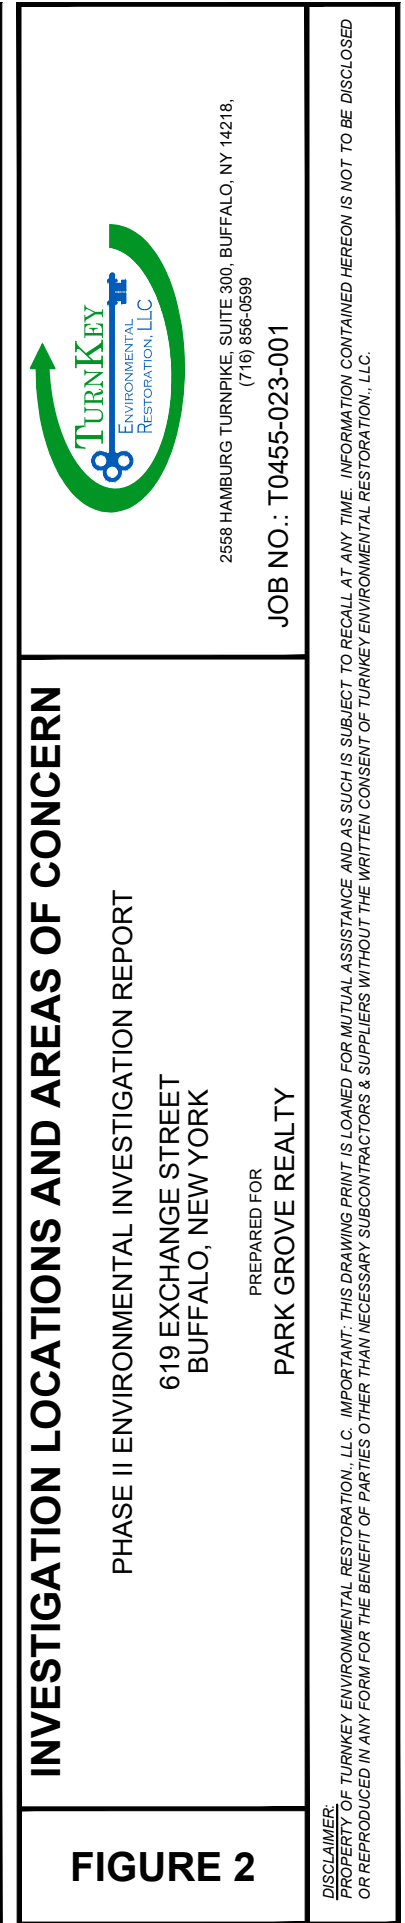 INVESTIGATION LOCATIONS AND AREAS OF CONCERN
PHASE II ENVIRONMENTAL INVESTIGATION REPORT
619 EXCHANGE STREET
BUFFALO, NEW YORK
PREPARED FOR
PARK GROVE REALTY
TURNKEY
ENVIRONMENTAL
RESTORATION, LLC
2558 HAMBURG TURNPIKE, SUITE 300, BUFFALO, NY 14218,
(716) 856-0599
JOB NO.: T0455-023-001
FIGURE 2
DISCLAIMER:
PROPERTY OF TURNKEY ENVIRONMENTAL RESTORATION,, LLC. IMPORTANT: THIS DRAWING PRINT IS LOANED FOR MUTUAL ASSISTANCE AND AS SUCH IS SUBJECT TO RECALL AT ANY TIME. INFORMATION CONTAINED HEREON IS NOT TO BE DISCLOSED
OR REPRODUCED IN ANY FORM FOR THE BENEFIT OF PARTIES OTHER THAN NECESSARY SUBCONTRACTORS & SUPPLIERS WITHOUT THE WRITTEN CONSENT OF TURNKEY ENVIRONMENTAL RESTORATION,, LLC.